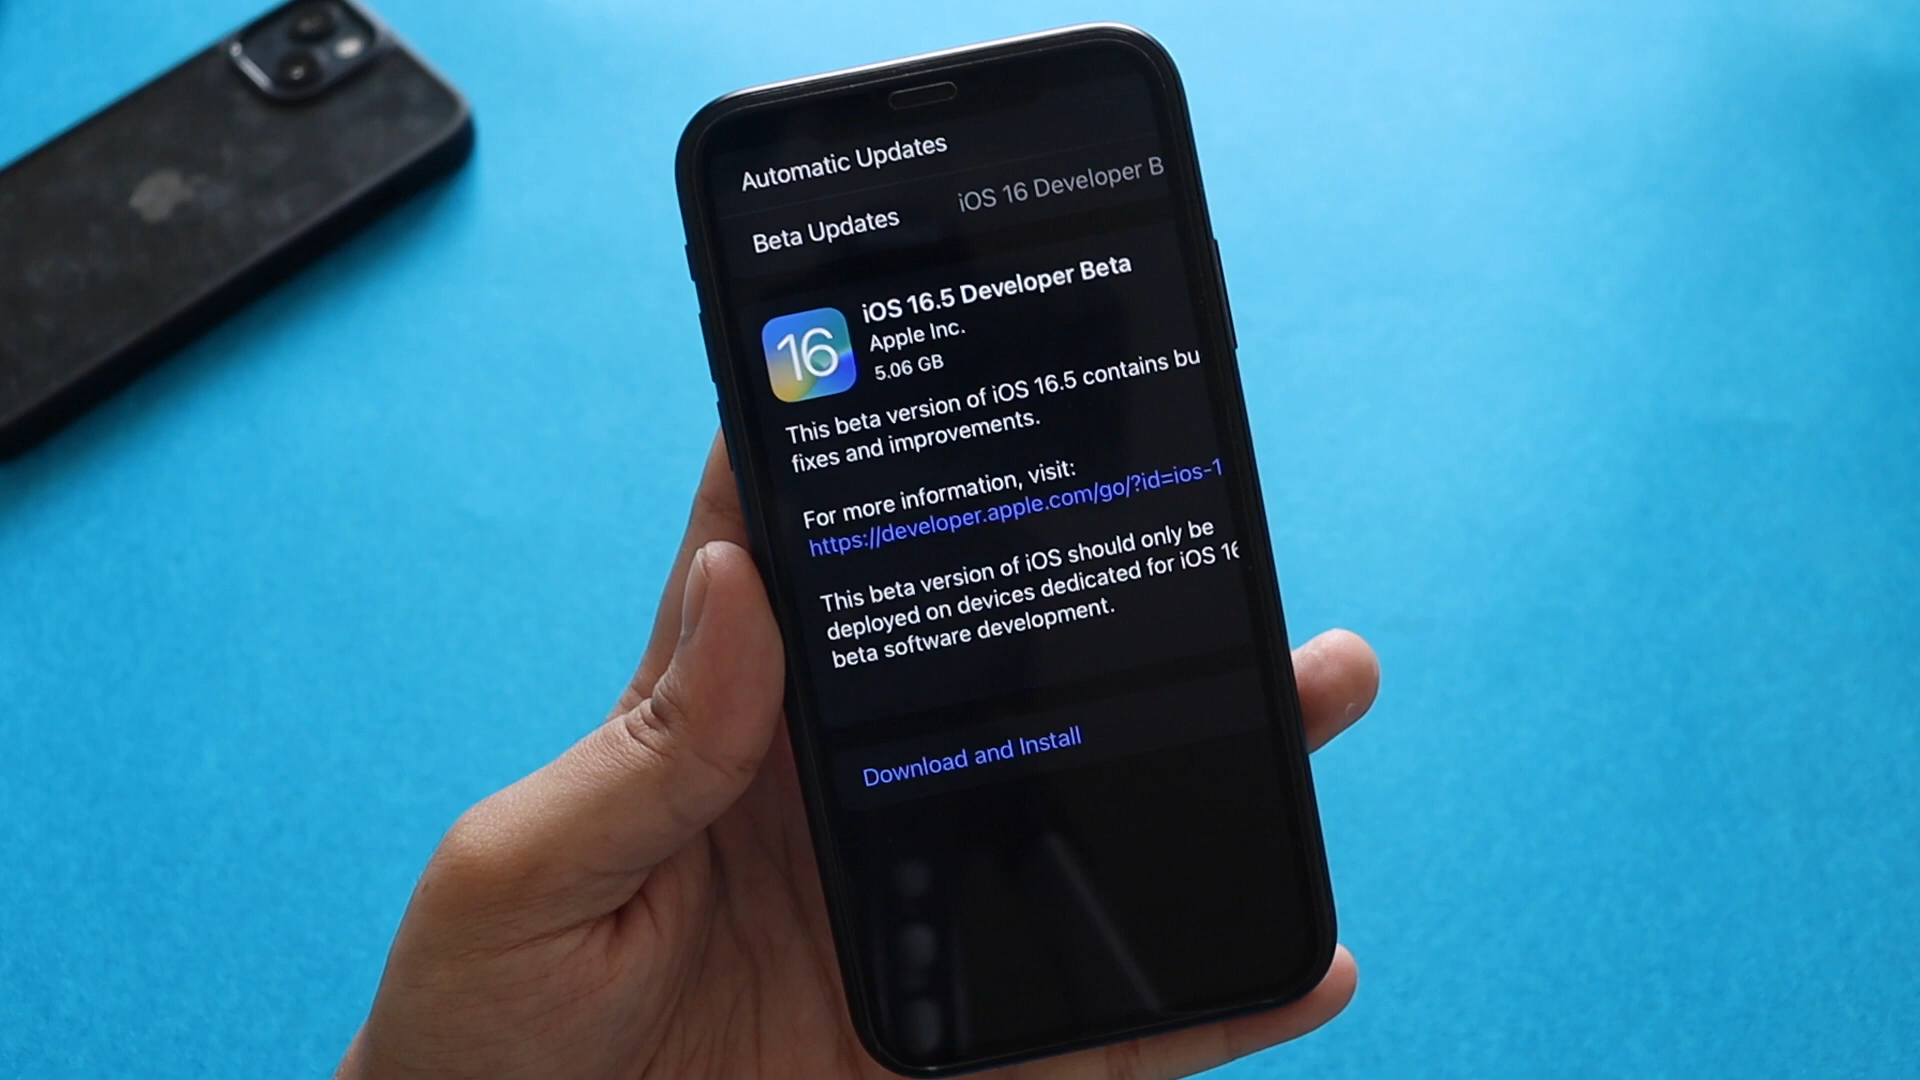 Automatic Updates
Beta Updates iOS 16 Developer B
16
iOS 16.5 Developer Beta
Apple Inc.
5.06 GB
This beta version of iOS 16.5 contains bu
fixes and improvements.
For more information, visit:
https://developer.apple.com/go/?id=ios-1
This beta version of iOS should only be
deployed on devices dedicated for iOS 16
beta software development.
Download and Install